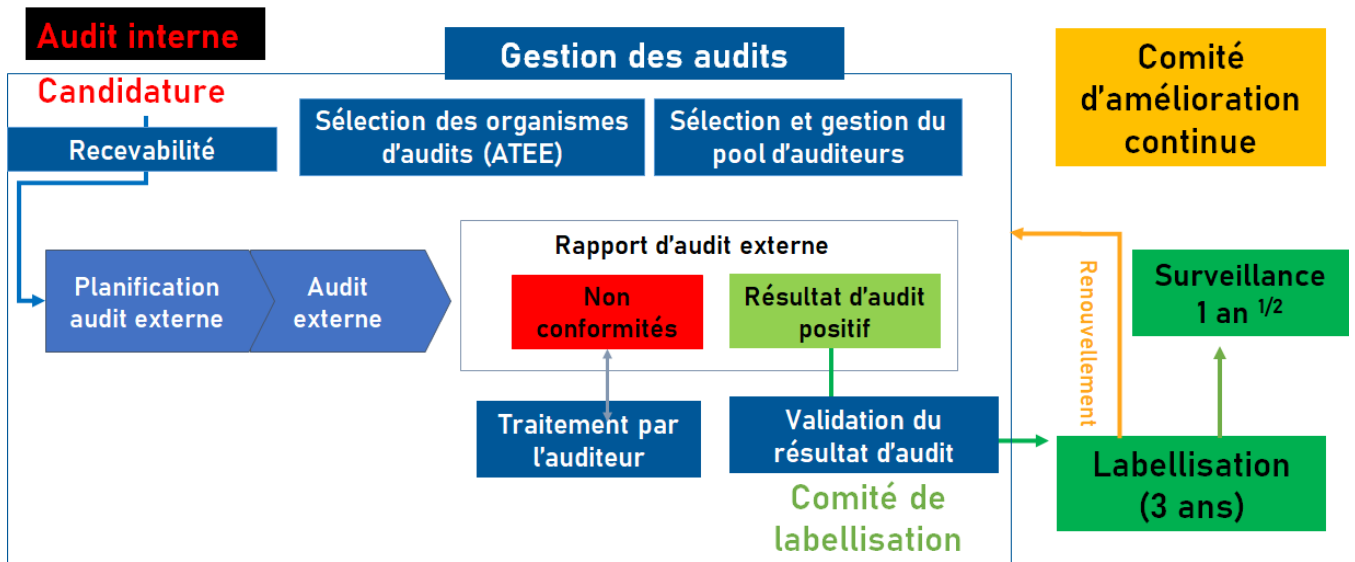 Audit interne
Gestion des audits
Candidature
Recevabilité
Sélection des organismes
d'audits (ATEE)
Sélection et gestion du
pool d'auditeurs
Comité
d'amélioration
continue
Planification
audit externe
Audit
externe
Rapport d'audit externe
Non
conformités
Résultat d'audit
positif
Renouvellement
Surveillance
1 an 1/2
Traitement par
l'auditeur
Validation du
résultat d'audit
Labellisation
(3 ans)
Comité de
labellisation